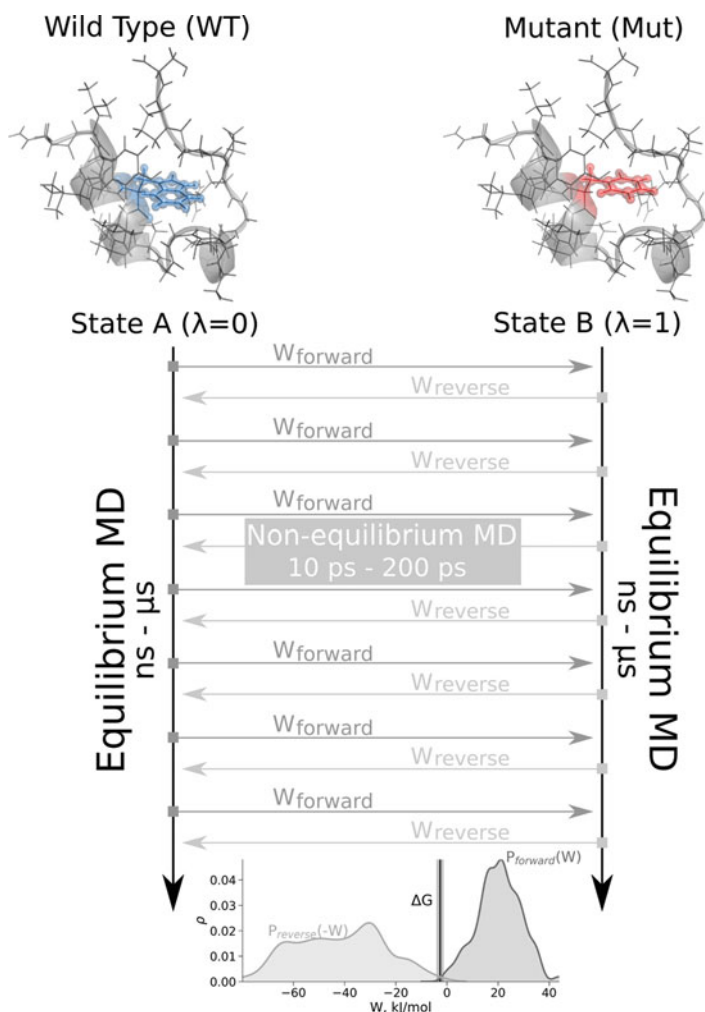 Wild Type (WT)
Mutant (Mut)
State A (λ=0)
State B (λ=1)
Wforward
Wreverse
Wforward
Wreverse
Wforward
Non-equilibrium MD
10 ps - 200 ps
Wforward
Wreverse
Wforward
Wreverse
Wforward
Wreverse
Wforward
Wreverse
Equilibrium MD
ns - μs
Equilibrium MD
ns - μs
Pforward(W)
ΔG
Preverse(-W)
ρ
0.04
0.03
0.02
0.01
0.00
−60
−40
−20
0
20
40
W, kJ/mol